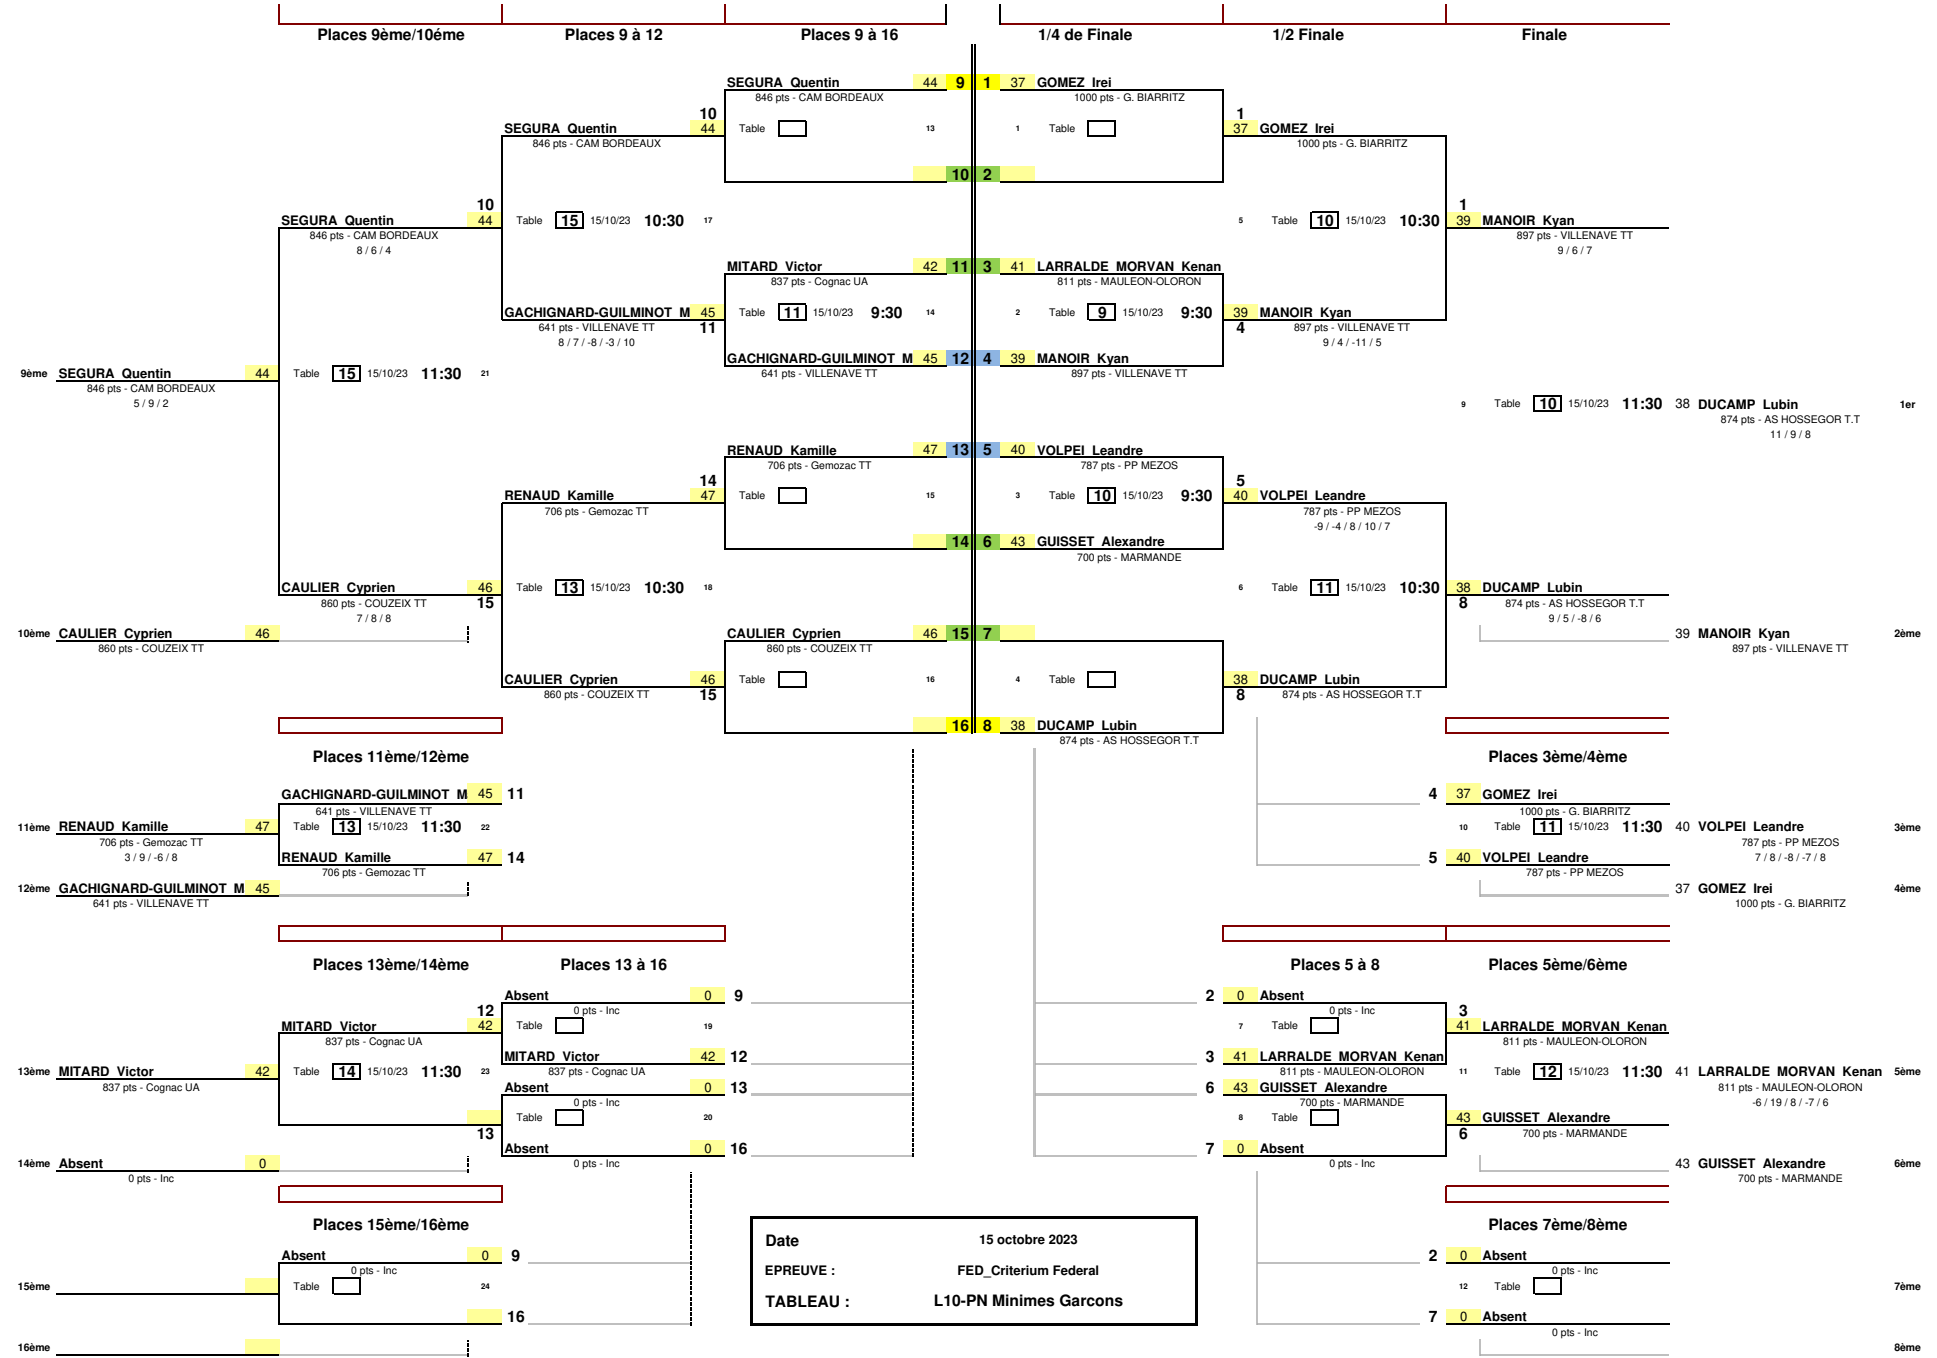 Places 9ème/10éme Places 9 à 12 Places 9 à 16 1/4 de Finale 1/2 Finale Finale
SEGURA Quentin 44 9 1 37 GOMEZ Irei
846 pts - CAM BORDEAUX 1000 pts - G. BIARRITZ
10 1
SEGURA Quentin 44 Table 13 1 Table 37 GOMEZ Irei
846 pts - CAM BORDEAUX 1000 pts - G. BIARRITZ
10 2
10 1
SEGURA Quentin 44 Table 15 15/10/23 10:30 17 5 Table 10 15/10/23 10:30 39 MANOIR Kyan
846 pts - CAM BORDEAUX 897 pts - VILLENAVE TT
8 / 6 / 4 9 / 6 / 7
MITARD Victor 42 11 3 41 LARRALDE MORVAN Kenan
837 pts - Cognac UA 811 pts - MAULEON-OLORON
GACHIGNARD-GUILMINOT M 45 Table 11 15/10/23 9:30 14 2 Table 9 15/10/23 9:30 39 MANOIR Kyan
641 pts - VILLENAVE TT 11 4 897 pts - VILLENAVE TT
8 / 7 / -8 / -3 / 10 9 / 4 / -11 / 5
GACHIGNARD-GUILMINOT M 45 12 4 39 MANOIR Kyan
641 pts - VILLENAVE TT 897 pts - VILLENAVE TT
9ème SEGURA Quentin 44 Table 15 15/10/23 11:30 21
846 pts - CAM BORDEAUX
5 / 9 / 2
9 Table 10 15/10/23 11:30 38 DUCAMP Lubin 1er
874 pts - AS HOSSEGOR T.T
11 / 9 / 8
RENAUD Kamille 47 13 5 40 VOLPEI Leandre
706 pts - Gemozac TT 787 pts - PP MEZOS
14 5
RENAUD Kamille 47 Table 15 3 Table 10 15/10/23 9:30 40 VOLPEI Leandre
706 pts - Gemozac TT 787 pts - PP MEZOS
-9 / -4 / 8 / 10 / 7
14 6 43 GUISSET Alexandre
700 pts - MARMANDE
CAULIER Cyprien 46 Table 13 15/10/23 10:30 18 6 Table 11 15/10/23 10:30 38 DUCAMP Lubin
860 pts - COUZEIX TT 15 8 874 pts - AS HOSSEGOR T.T
7 / 8 / 8 9 / 5 / -8 / 6
10ème CAULIER Cyprien 46 CAULIER Cyprien 46 15 7 39 MANOIR Kyan 2ème
860 pts - COUZEIX TT 860 pts - COUZEIX TT 897 pts - VILLENAVE TT
CAULIER Cyprien 46 Table 16 4 Table 38 DUCAMP Lubin
860 pts - COUZEIX TT 15 8 874 pts - AS HOSSEGOR T.T
16 8 38 DUCAMP Lubin
874 pts - AS HOSSEGOR T.T
Places 11ème/12ème Places 3ème/4ème
GACHIGNARD-GUILMINOT M 45 11 4 37 GOMEZ Irei
641 pts - VILLENAVE TT 1000 pts - G. BIARRITZ
11ème RENAUD Kamille 47 Table 13 15/10/23 11:30 22 10 Table 11 15/10/23 11:30 40 VOLPEI Leandre 3ème
706 pts - Gemozac TT 787 pts - PP MEZOS
3 / 9 / -6 / 8 RENAUD Kamille 47 14 5 40 VOLPEI Leandre 7 / 8 / -8 / -7 / 8
706 pts - Gemozac TT 787 pts - PP MEZOS
12ème GACHIGNARD-GUILMINOT M 45 37 GOMEZ Irei 4ème
641 pts - VILLENAVE TT 1000 pts - G. BIARRITZ
Places 13ème/14ème Places 13 à 16 Places 5 à 8 Places 5ème/6ème
Absent 0 9 2 0 Absent
12 0 pts - Inc 0 pts - Inc 3
MITARD Victor 42 Table 19 7 Table 41 LARRALDE MORVAN Kenan
837 pts - Cognac UA 811 pts - MAULEON-OLORON
MITARD Victor 42 12 3 41 LARRALDE MORVAN Kenan
13ème MITARD Victor 42 Table 14 15/10/23 11:30 23 837 pts - Cognac UA 811 pts - MAULEON-OLORON 11 Table 12 15/10/23 11:30 41 LARRALDE MORVAN Kenan 5ème
837 pts - Cognac UA Absent 0 13 6 43 GUISSET Alexandre 811 pts - MAULEON-OLORON
0 pts - Inc 700 pts - MARMANDE -6 / 19 / 8 / -7 / 6
Table 20 8 Table 43 GUISSET Alexandre
13 6 700 pts - MARMANDE
Absent 0 16 7 0 Absent
14ème Absent 0 0 pts - Inc 0 pts - Inc 43 GUISSET Alexandre 6ème
0 pts - Inc 700 pts - MARMANDE
Places 15ème/16ème Places 7ème/8ème
Date 15 octobre 2023
Absent 0 9 2 0 Absent
0 pts - Inc 0 pts - Inc
EPREUVE : FED_Criterium Federal
15ème Table 24 12 Table 7ème
TABLEAU : L10-PN Minimes Garcons
16 7 0 Absent
0 pts - Inc
16ème 8ème